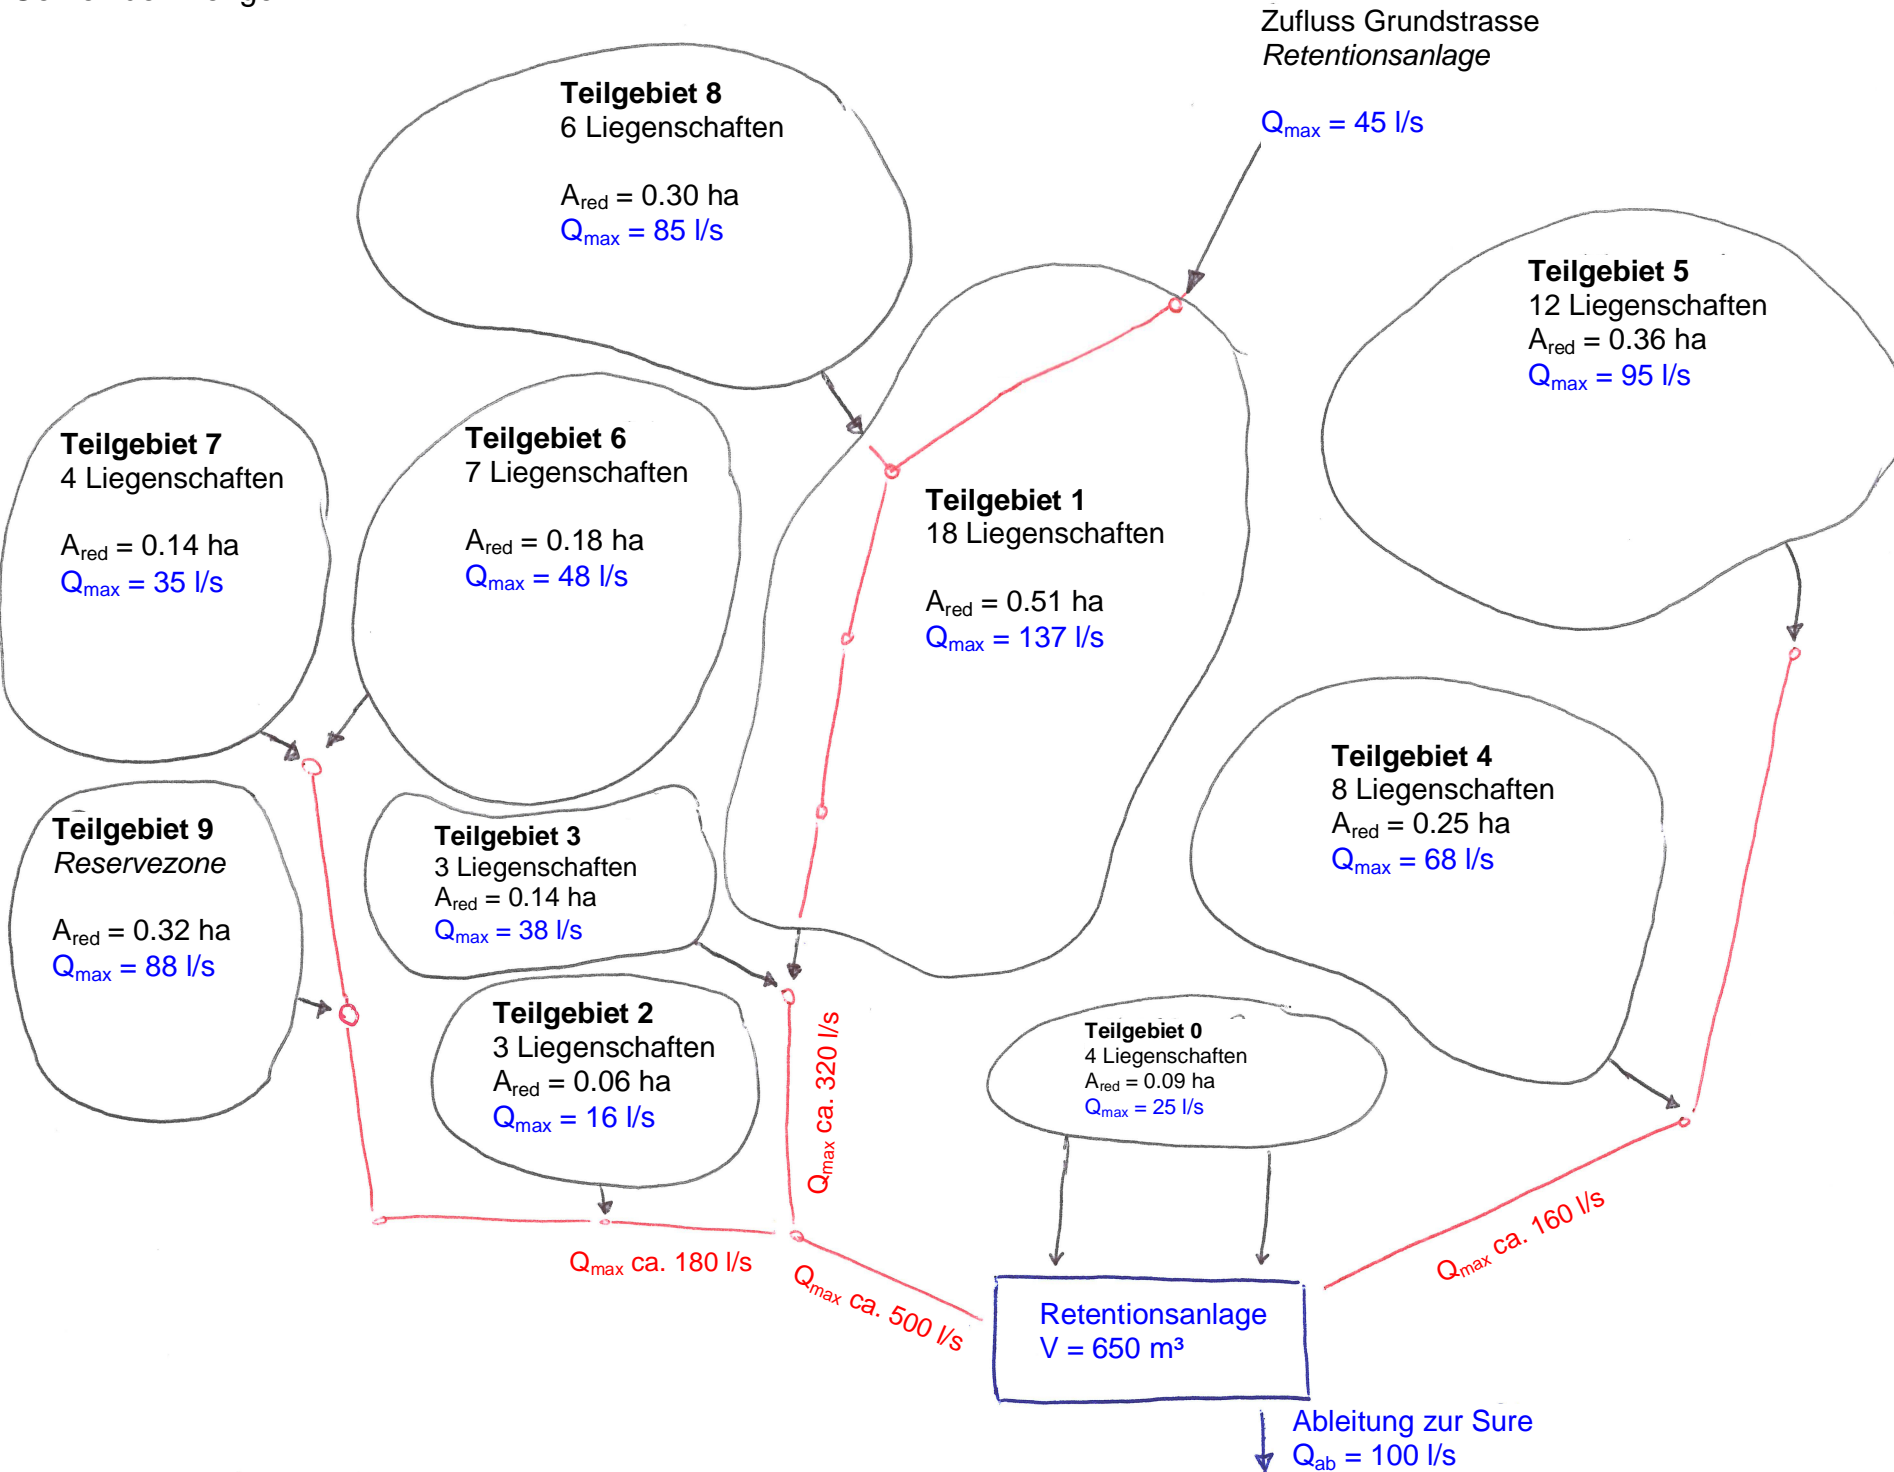 Zufluss Grundstrasse
Retentionsanlage
Qmax = 45 l/s
Teilgebiet 8
6 Liegenschaften
Ared = 0.30 ha
Qmax = 85 l/s
Teilgebiet 5
12 Liegenschaften
Ared = 0.36 ha
Qmax = 95 l/s
Teilgebiet 7
4 Liegenschaften
Ared = 0.14 ha
Qmax = 35 l/s
Teilgebiet 6
7 Liegenschaften
Ared = 0.18 ha
Qmax = 48 l/s
Teilgebiet 1
18 Liegenschaften
Ared = 0.51 ha
Qmax = 137 l/s
Teilgebiet 4
8 Liegenschaften
Ared = 0.25 ha
Qmax = 68 l/s
Teilgebiet 9
Reservezone
Ared = 0.32 ha
Qmax = 88 l/s
Teilgebiet 3
3 Liegenschaften
Ared = 0.14 ha
Qmax = 38 l/s
Teilgebiet 2
3 Liegenschaften
Ared = 0.06 ha
Qmax = 16 l/s
Qmax ca. 320 l/s
Teilgebiet 0
4 Liegenschaften
Ared = 0.09 ha
Qmax = 25 l/s
Qmax ca. 180 l/s
Qmax ca. 500 l/s
Qmax ca. 160 l/s
Retentionsanlage
V = 650 m³
Ableitung zur Sure
Qab = 100 l/s